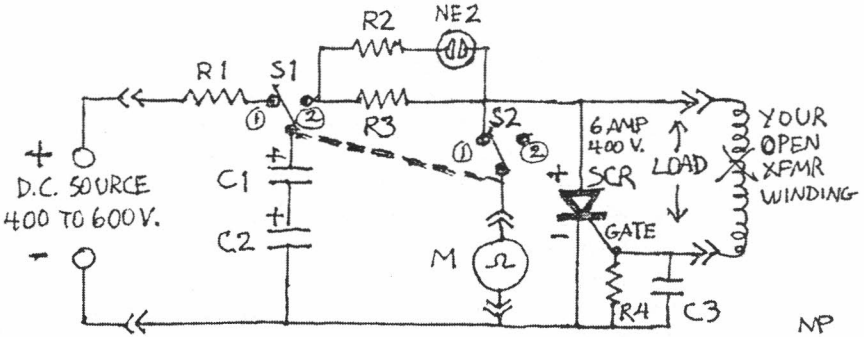 NE2
R2
R1
S1
① ②
R3
S2
① ②
6 AMP
400 V.
SCR
+
-
GATE
LOAD
YOUR
OPEN
XFMR
WINDING
+
D.C. SOURCE
400 TO 600V.
-
+
C1
+
C2
M
Ω
R4
C3
NP